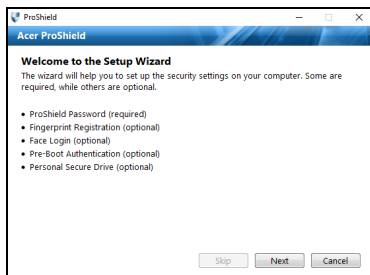 ProShield
Acer ProShield
Welcome to the Setup Wizard
The wizard will help you to set up the security settings on your computer. Some are
required, while others are optional.
• ProShield Password (required)
• Fingerprint Registration (optional)
• Face Login (optional)
• Pre-Boot Authentication (optional)
• Personal Secure Drive (optional)
Skip Next Cancel